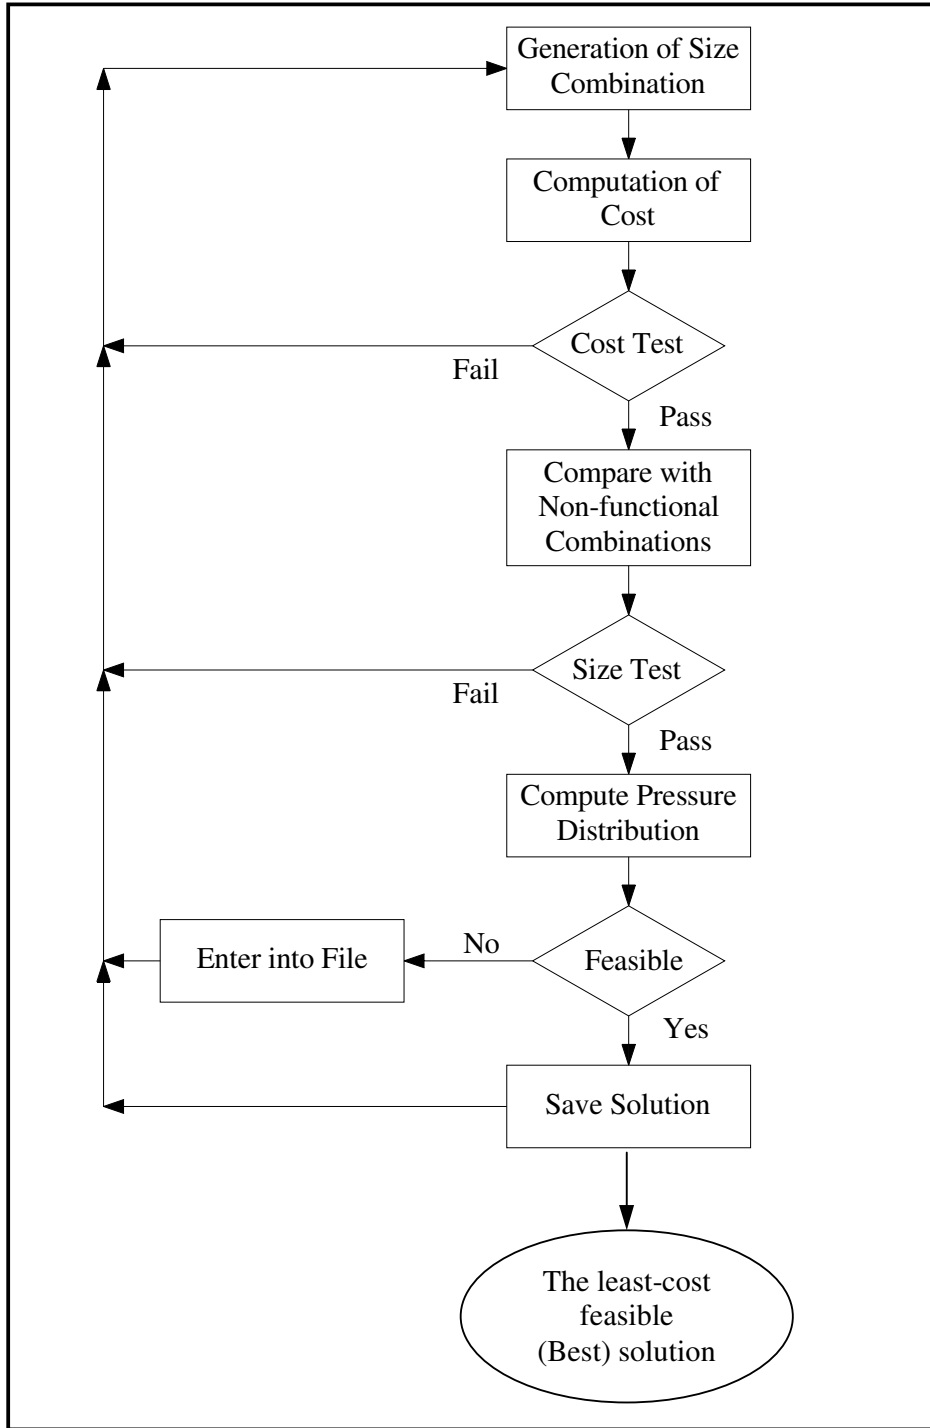 Generation of Size
Combination
Computation of
Cost
Cost Test
Fail
Pass
Compare with
Non-functional
Combinations
Size Test
Fail
Pass
Compute Pressure
Distribution
Enter into File
No
Feasible
Yes
Save Solution
The least-cost
feasible
(Best) solution